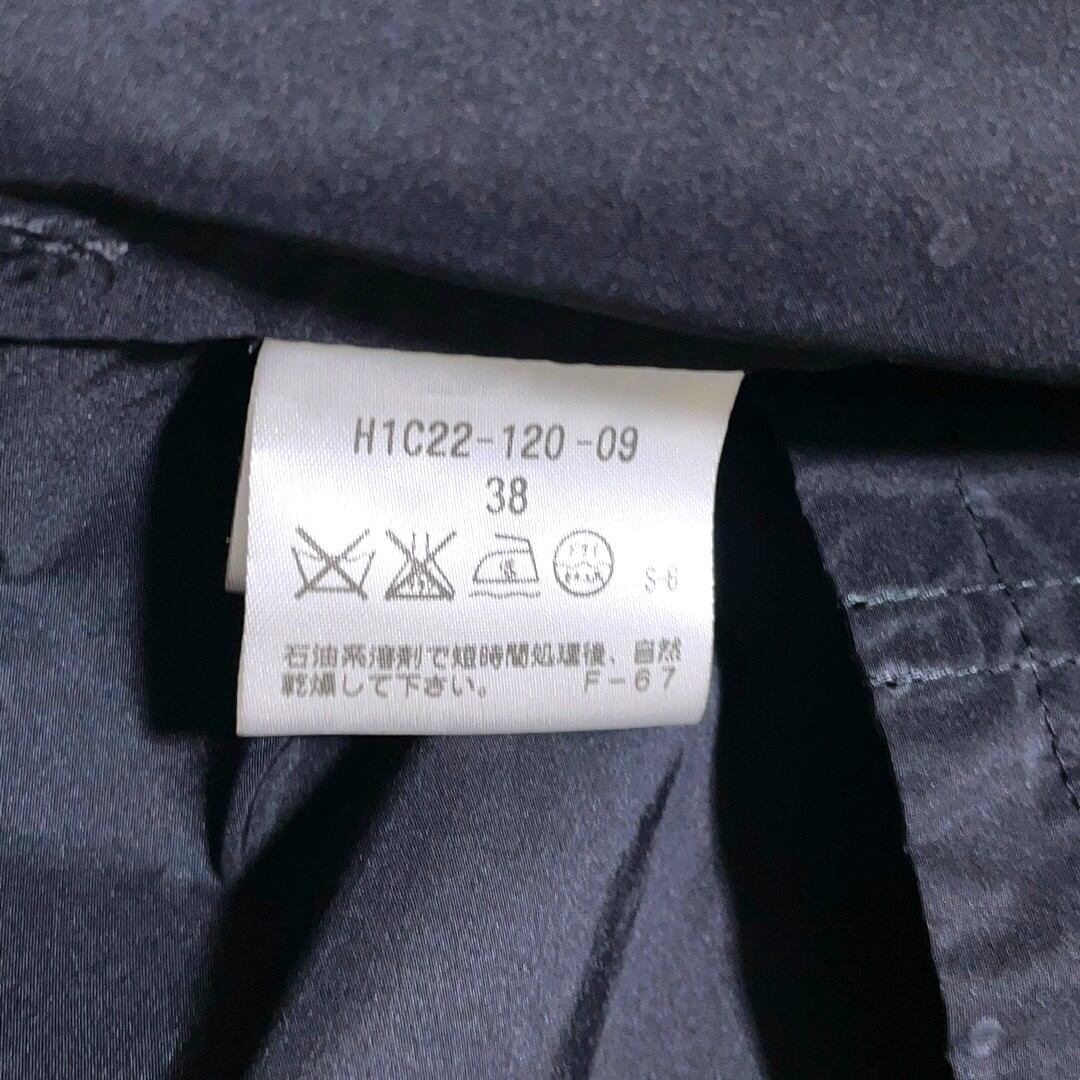 H1C22-120-09
38
S-6
石油系溶剤で短時間処理後、自然
乾燥して下さい。 F-67